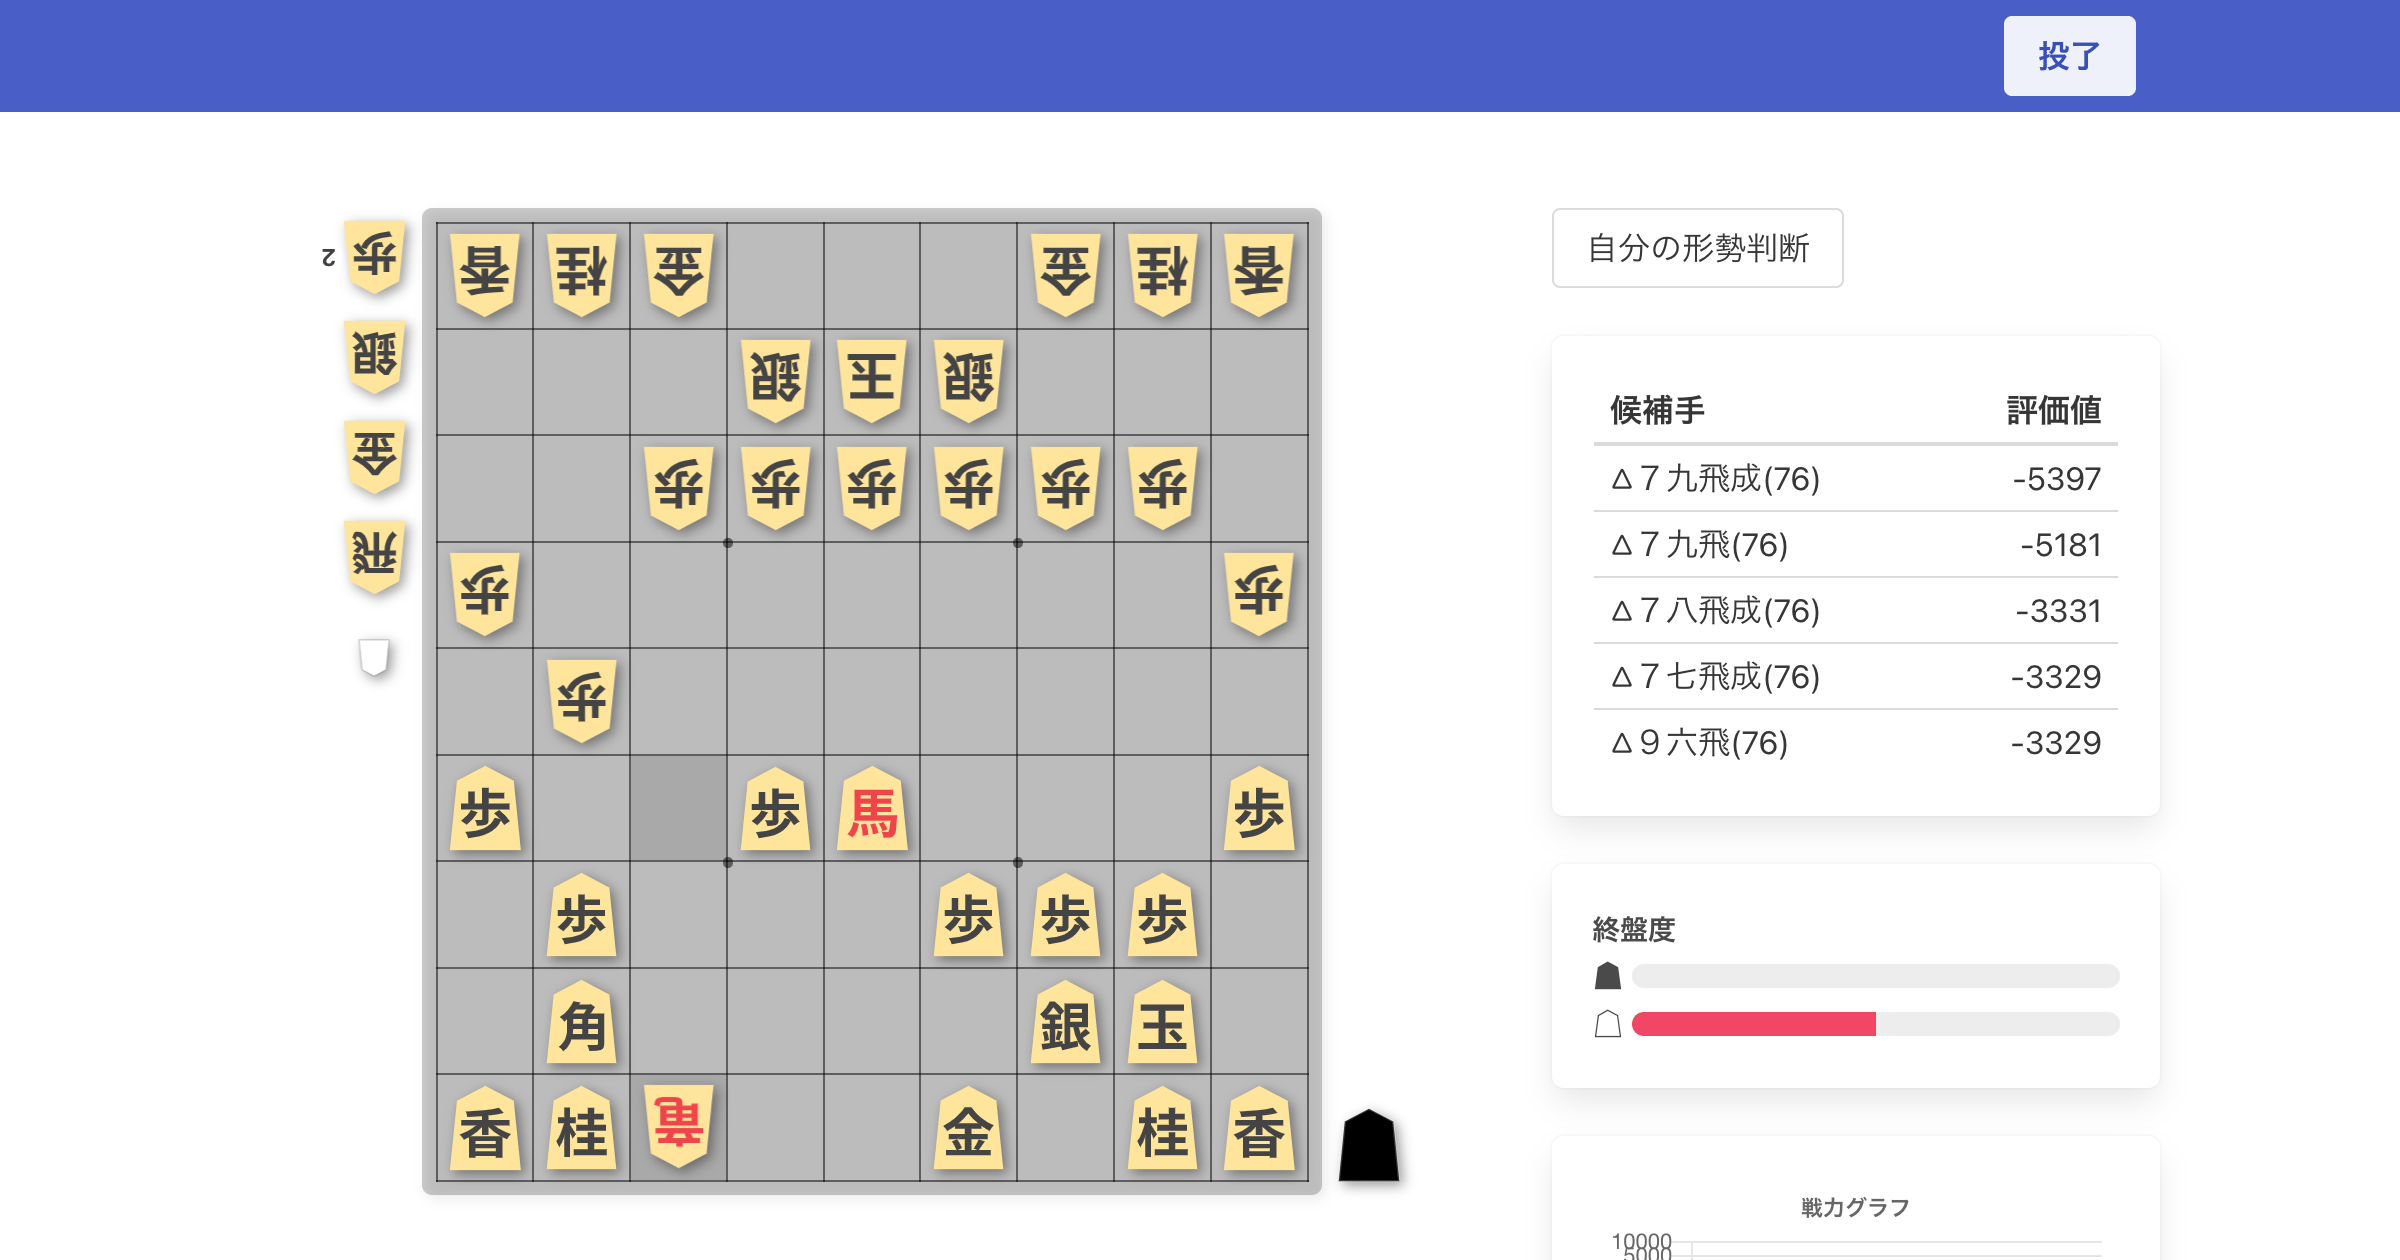 投了
歩 2
銀
金
飛
香 桂 金 金 桂 香
銀 王 銀
歩 歩 歩 歩 歩 歩
歩 歩
歩
歩 歩 馬 歩
歩 歩 歩 歩
角 銀 玉
香 桂 竜 金 桂 香
自分の形勢判断
候補手 評価値
△7九飛成(76) -5397
△7九飛(76) -5181
△7八飛成(76) -3331
△7七飛成(76) -3329
△9六飛(76) -3329
終盤度
戦力グラフ
10000
5000